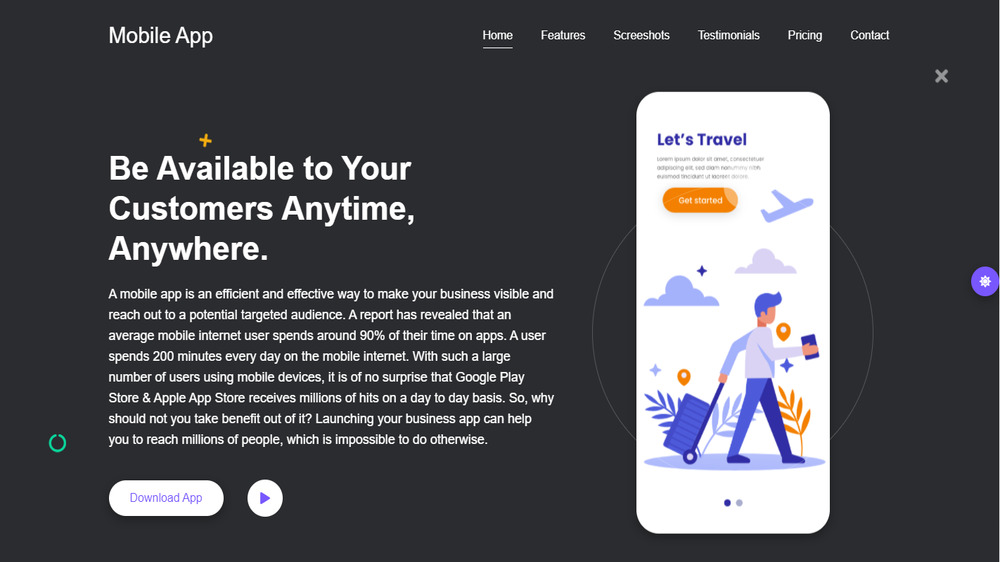 Mobile App
Home Features Screeshots Testimonials Pricing Contact
Be Available to Your
Customers Anytime,
Anywhere.
A mobile app is an efficient and effective way to make your business visible and
reach out to a potential targeted audience. A report has revealed that an
average mobile internet user spends around 90% of their time on apps. A user
spends 200 minutes every day on the mobile internet. With such a large
number of users using mobile devices, it is of no surprise that Google Play
Store & Apple App Store receives millions of hits on a day to day basis. So, why
should not you take benefit out of it? Launching your business app can help
you to reach millions of people, which is impossible to do otherwise.
Download App
Let's Travel
Lorem ipsum dolor sit amet, consectetuer
adipiscing elit, sed diam nonummy nibh
euismod tincidunt ut laoreet dolore
Get started